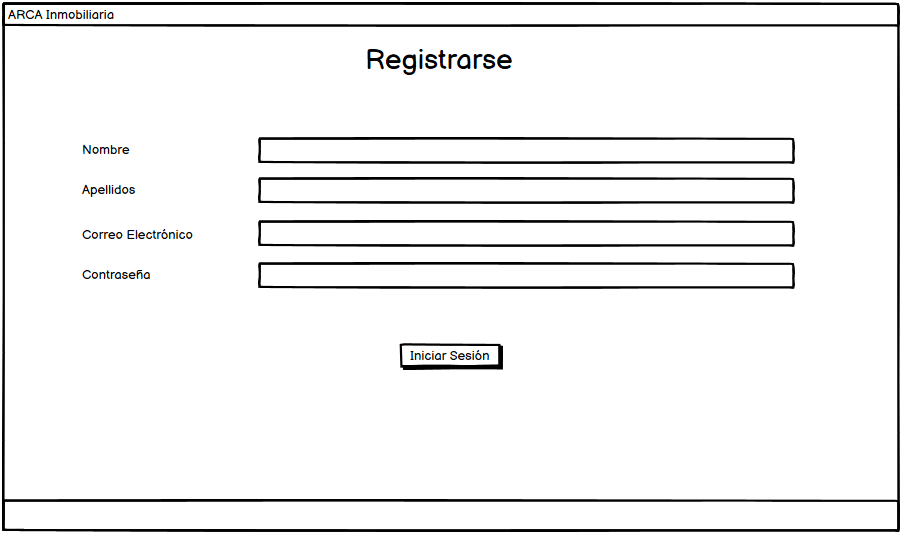 ARCA Inmobiliaria
Registrarse
Nombre
Apellidos
Correo Electrónico
Contraseña
Iniciar Sesión